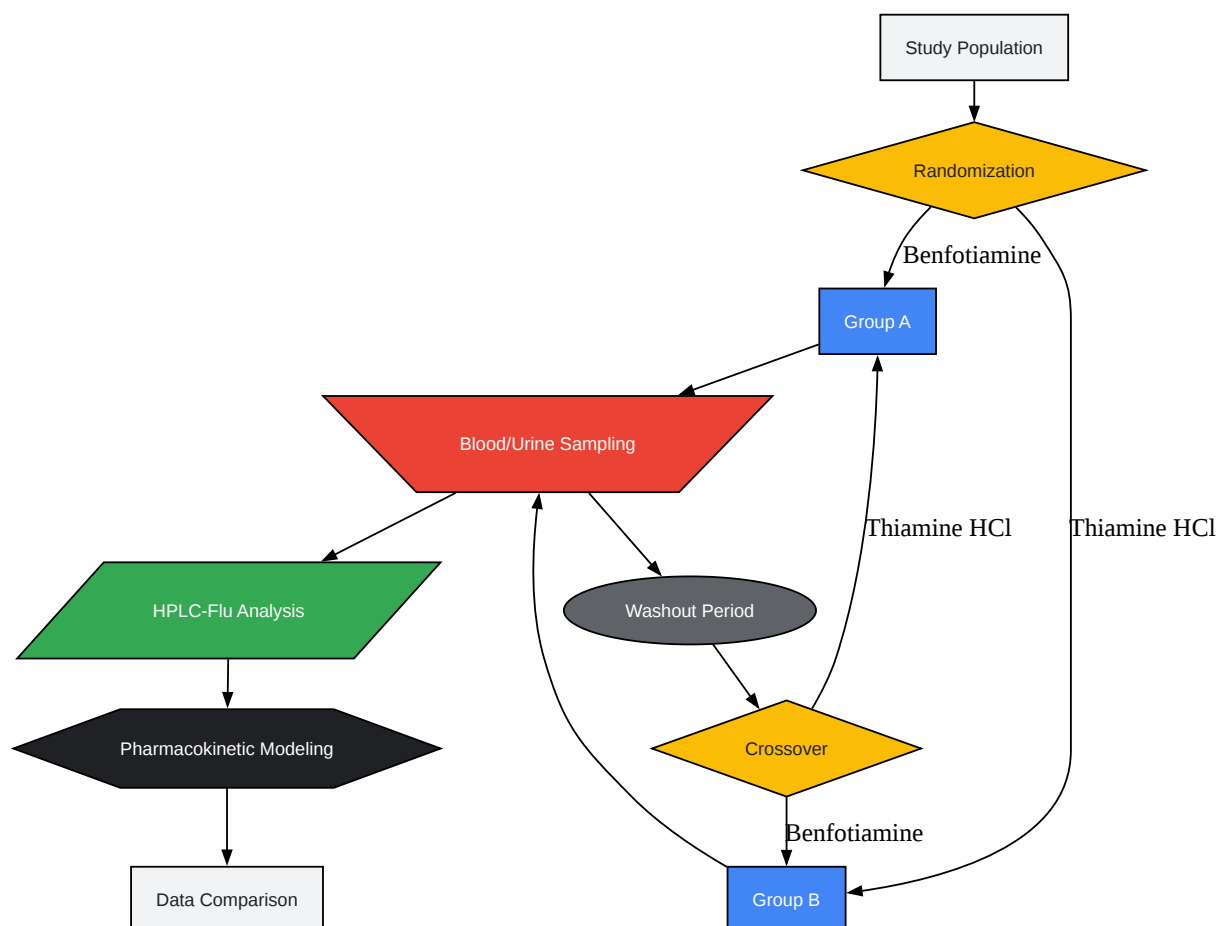 Study Population
Randomization
Benfotiamine
Group A
Blood/Urine Sampling
Thiamine HCl
Thiamine HCl
HPLC-Flu Analysis
Washout Period
Pharmacokinetic Modeling
Crossover
Benfotiamine
Data Comparison
Group B